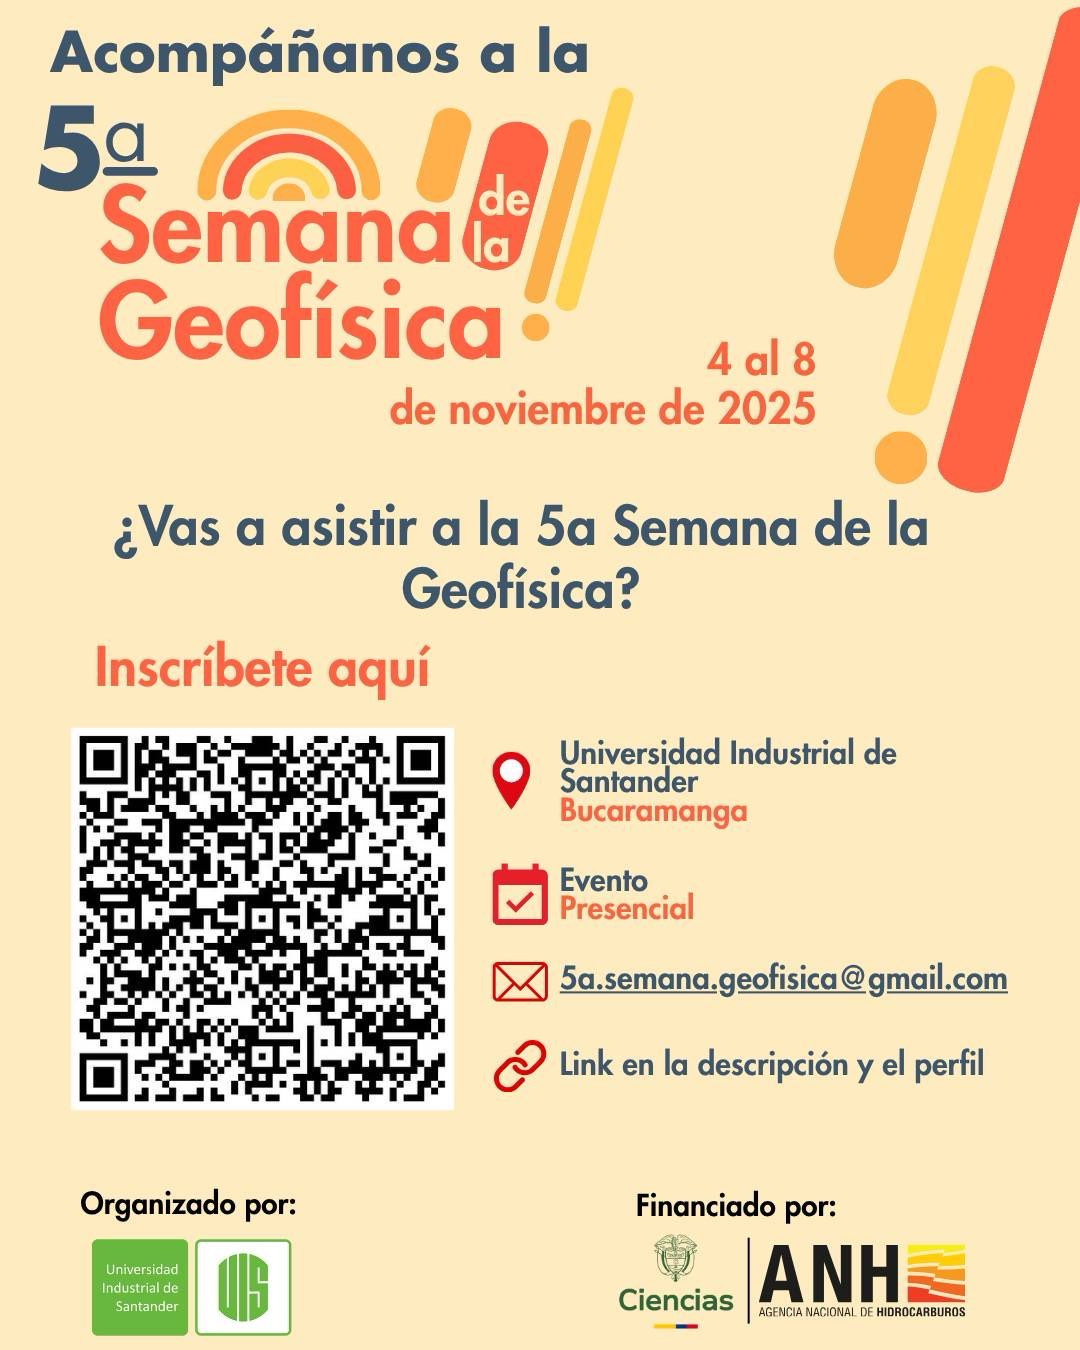 Acompáñanos a la
5a
Semana de la
Geofísica
4 al 8
de noviembre de 2025
¿Vas a asistir a la 5a Semana de la
Geofísica?
Inscríbete aquí
Universidad Industrial de
Santander
Bucaramanga
Evento
Presencial
5a.semana.geofisica@gmail.com
Link en la descripción y el perfil
Organizado por:
Universidad
Industrial de
Santander
UIS
Financiado por:
Ciencias
ANH
AGENCIA NACIONAL DE HIDROCARBUROS